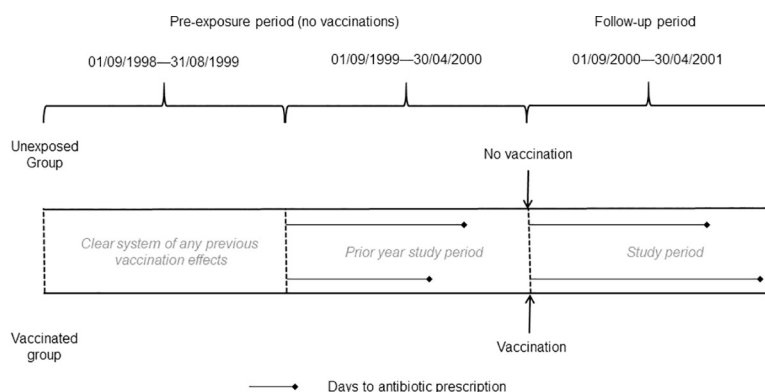 Pre-exposure period (no vaccinations)
Follow-up period
01/09/1998—31/08/1999
01/09/1999—30/04/2000
01/09/2000—30/04/2001
Unexposed
Group
No vaccination
Clear system of any previous
vaccination effects
Prior year study period
Study period
Vaccinated
group
Vaccination
Days to antibiotic prescription